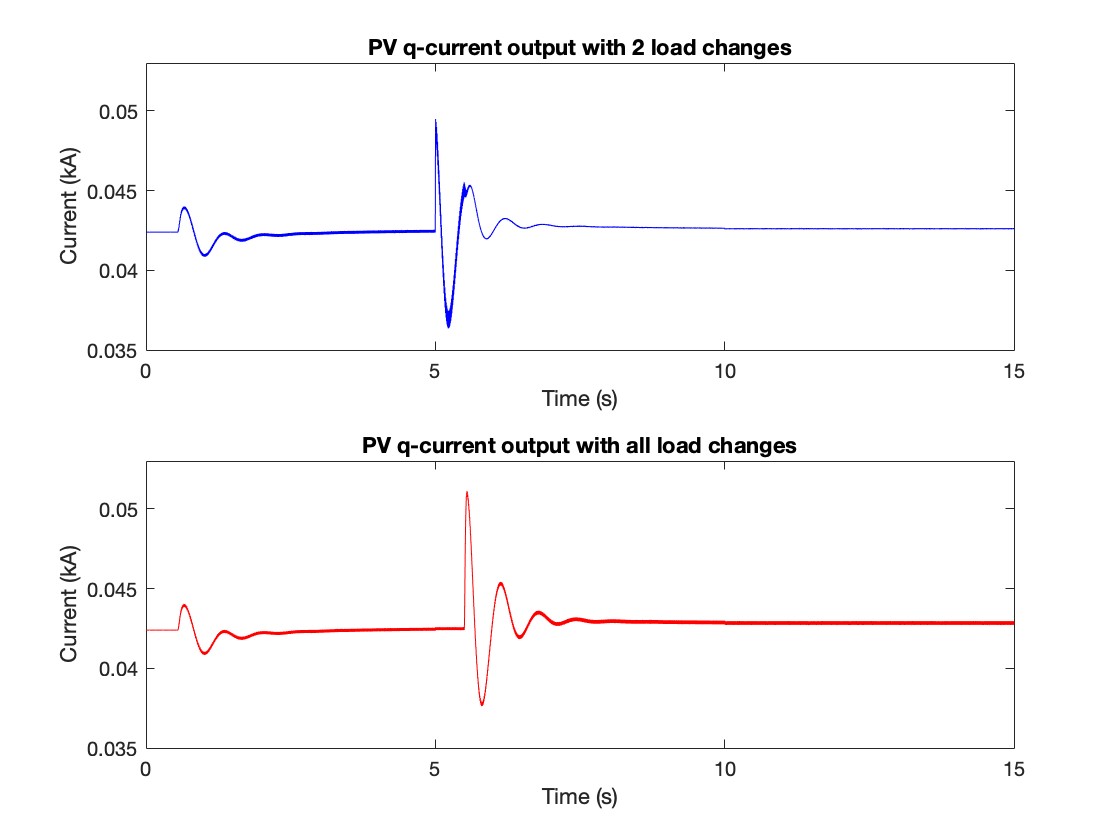 PV q-current output with 2 load changes
0.05
0.045
0.04
0.035
Current (kA)
0 5 10 15
Time (s)
PV q-current output with all load changes
0.05
0.045
0.04
0.035
Current (kA)
0 5 10 15
Time (s)